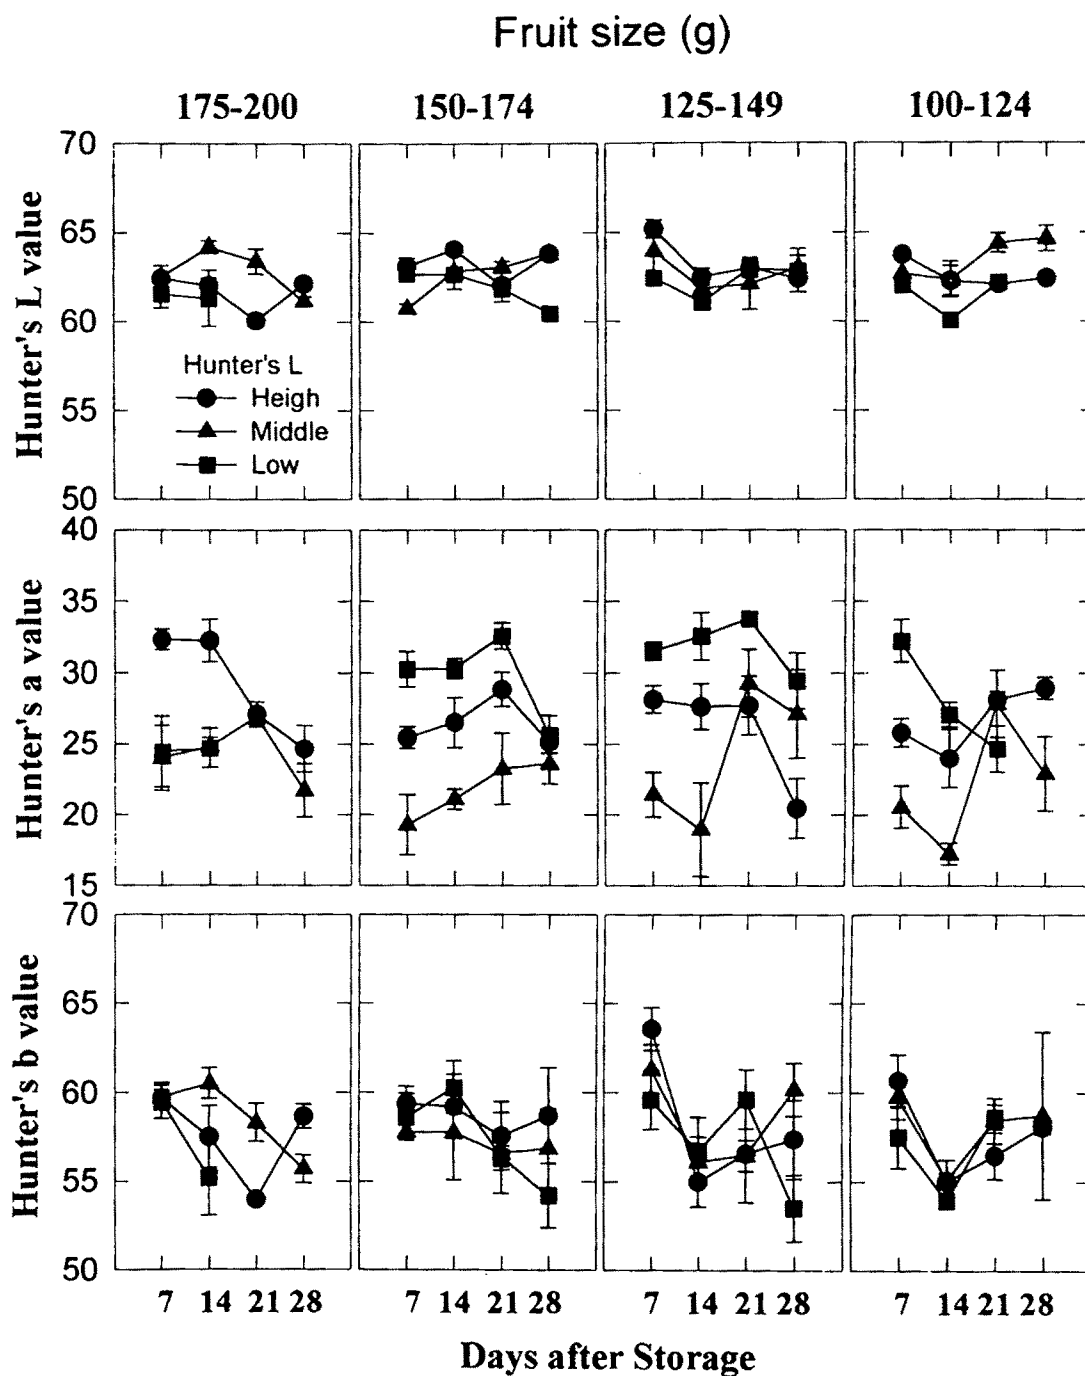 Fruit size (g)
175-200 150-174 125-149 100-124
Hunter's L value
70
65
60
55
50
Hunter's L
Heigh
Middle
Low
Hunter's a value
40
35
30
25
20
15
Hunter's b value
70
65
60
55
50
7 14 21 28 7 14 21 28 7 14 21 28 7 14 21 28
Days after Storage